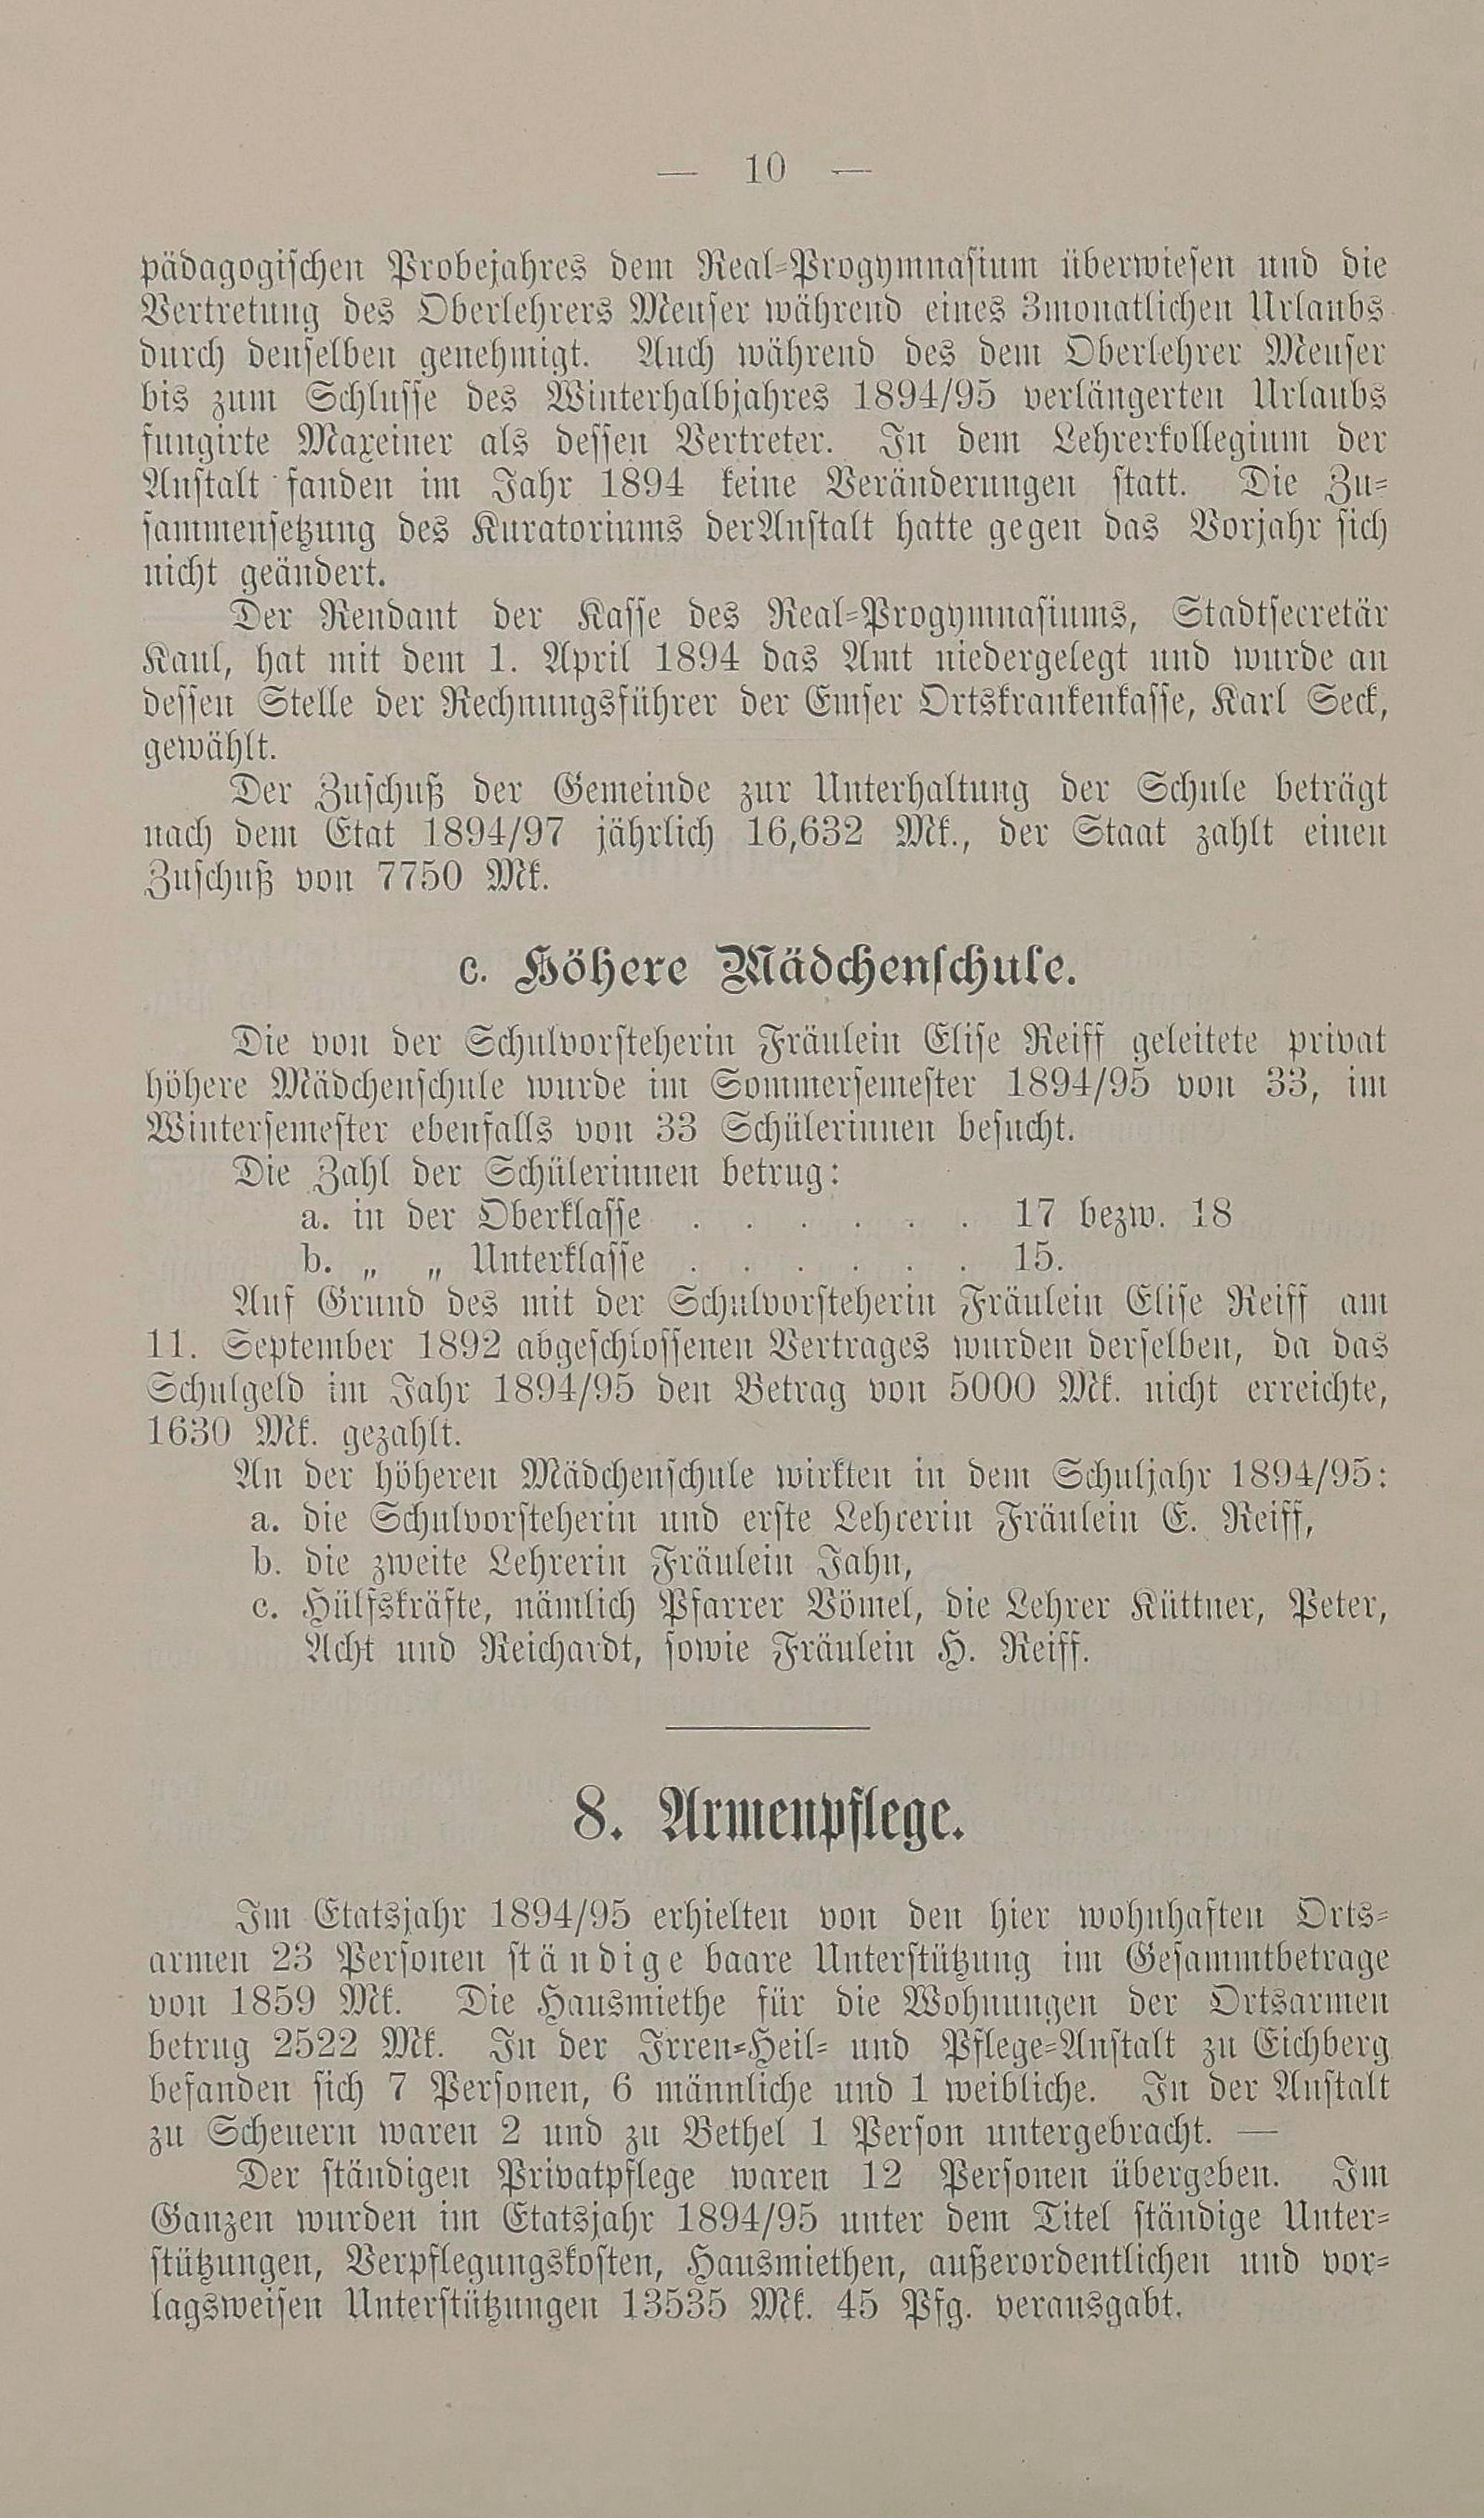 — 10 —
pädagogischen Probejahres dem Real-Progymnasium überwiesen und die
Vertretung des Oberlehrers Menser während eines 3monatlichen Urlaubs
durch denselben genehmigt. Auch während des dem Oberlehrer Menser
bis zum Schlusse des Winterhalbjahres 1894/95 verlängerten Urlaubs
fungirte Maxeiner als dessen Vertreter. In dem Lehrerkollegium der
Anstalt fanden im Jahr 1894 keine Veränderungen statt. Die Zu-
sammensetzung des Kuratoriums derAnstalt hatte gegen das Vorjahr sich
nicht geändert.
Der Rendant der Kasse des Real-Progymnasiums, Stadtsecretär
Kaul, hat mit dem 1. April 1894 das Amt niedergelegt und wurde an
dessen Stelle der Rechnungsführer der Emser Ortskrankenkasse, Karl Seck,
gewählt.
Der Zuschuß der Gemeinde zur Unterhaltung der Schule beträgt
nach dem Etat 1894/97 jährlich 16,632 Mk., der Staat zahlt einen
Zuschuß von 7750 Mk.
c. Höhere Mädchenschule.
Die von der Schulvorsteherin Fräulein Elise Reiff geleitete privat
höhere Mädchenschule wurde im Sommersemester 1894/95 von 33, im
Wintersemester ebenfalls von 33 Schülerinnen besucht.
Die Zahl der Schülerinnen betrug:
a. in der Oberklasse . . . . . . 17 bezw. 18
b. „ „ Unterklasse . . . . . . 15.
Auf Grund des mit der Schulvorsteherin Fräulein Elise Reiff am
11. September 1892 abgeschlossenen Vertrages wurden derselben, da das
Schulgeld im Jahr 1894/95 den Betrag von 5000 Mk. nicht erreichte,
1630 Mk. gezahlt.
An der höheren Mädchenschule wirkten in dem Schuljahr 1894/95:
a. die Schulvorsteherin und erste Lehrerin Fräulein E. Reiff,
b. die zweite Lehrerin Fräulein Jahn,
c. Hülfskräfte, nämlich Pfarrer Vömel, die Lehrer Küttner, Peter,
Acht und Reichardt, sowie Fräulein H. Reiff.
8. Armenpflege.
Im Etatsjahr 1894/95 erhielten von den hier wohnhaften Orts-
armen 23 Personen ständige baare Unterstützung im Gesammtbetrage
von 1859 Mk. Die Hausmiethe für die Wohnungen der Ortsarmen
betrug 2522 Mk. In der Irren-Heil- und Pflege-Anstalt zu Eichberg
befanden sich 7 Personen, 6 männliche und 1 weibliche. In der Anstalt
zu Scheuern waren 2 und zu Bethel 1 Person untergebracht. —
Der ständigen Privatpflege waren 12 Personen übergeben. Im
Ganzen wurden im Etatsjahr 1894/95 unter dem Titel ständige Unter-
stützungen, Verpflegungskosten, Hausmiethen, außerordentlichen und vor-
lagsweisen Unterstützungen 13535 Mk. 45 Pfg. verausgabt.